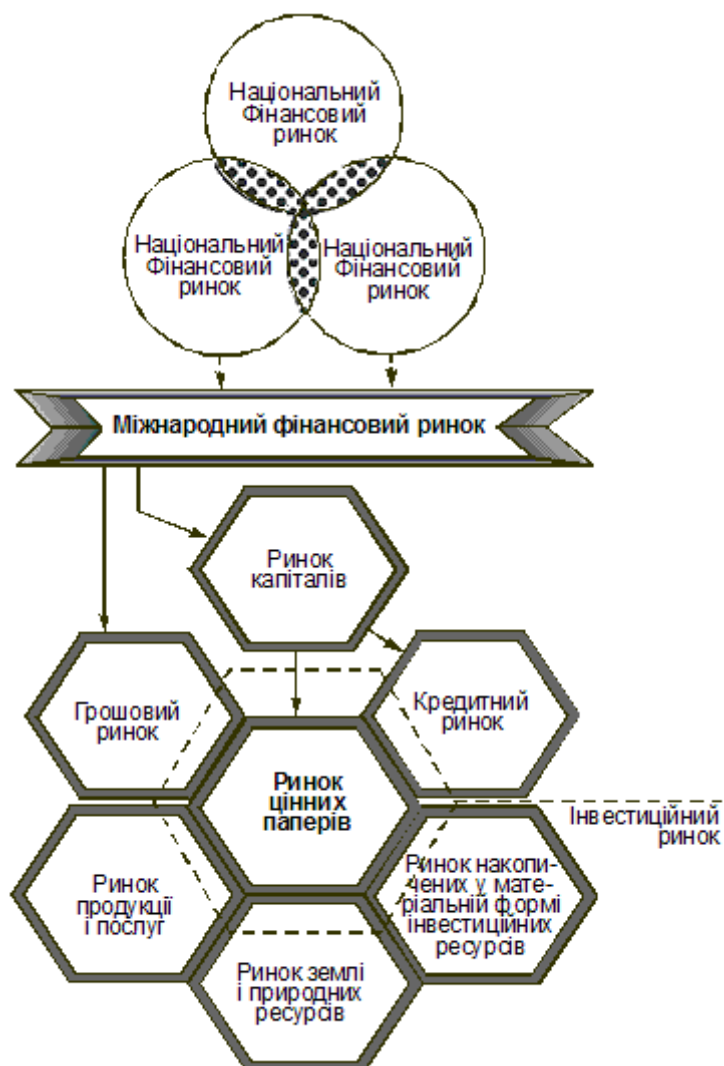 Національний
Фінансовий
ринок
Національний
Фінансовий
ринок
Національний
Фінансовий
ринок
Міжнародний фінансовий ринок
Ринок
капіталів
Грошовий
ринок
Кредитний
ринок
Ринок
цінних
паперів
Інвестиційний
ринок
Ринок
продукції
і послуг
Ринок накопи-
чених у мате-
ріальній формі
інвестиційних
ресурсів
Ринок землі
і природних
ресурсів